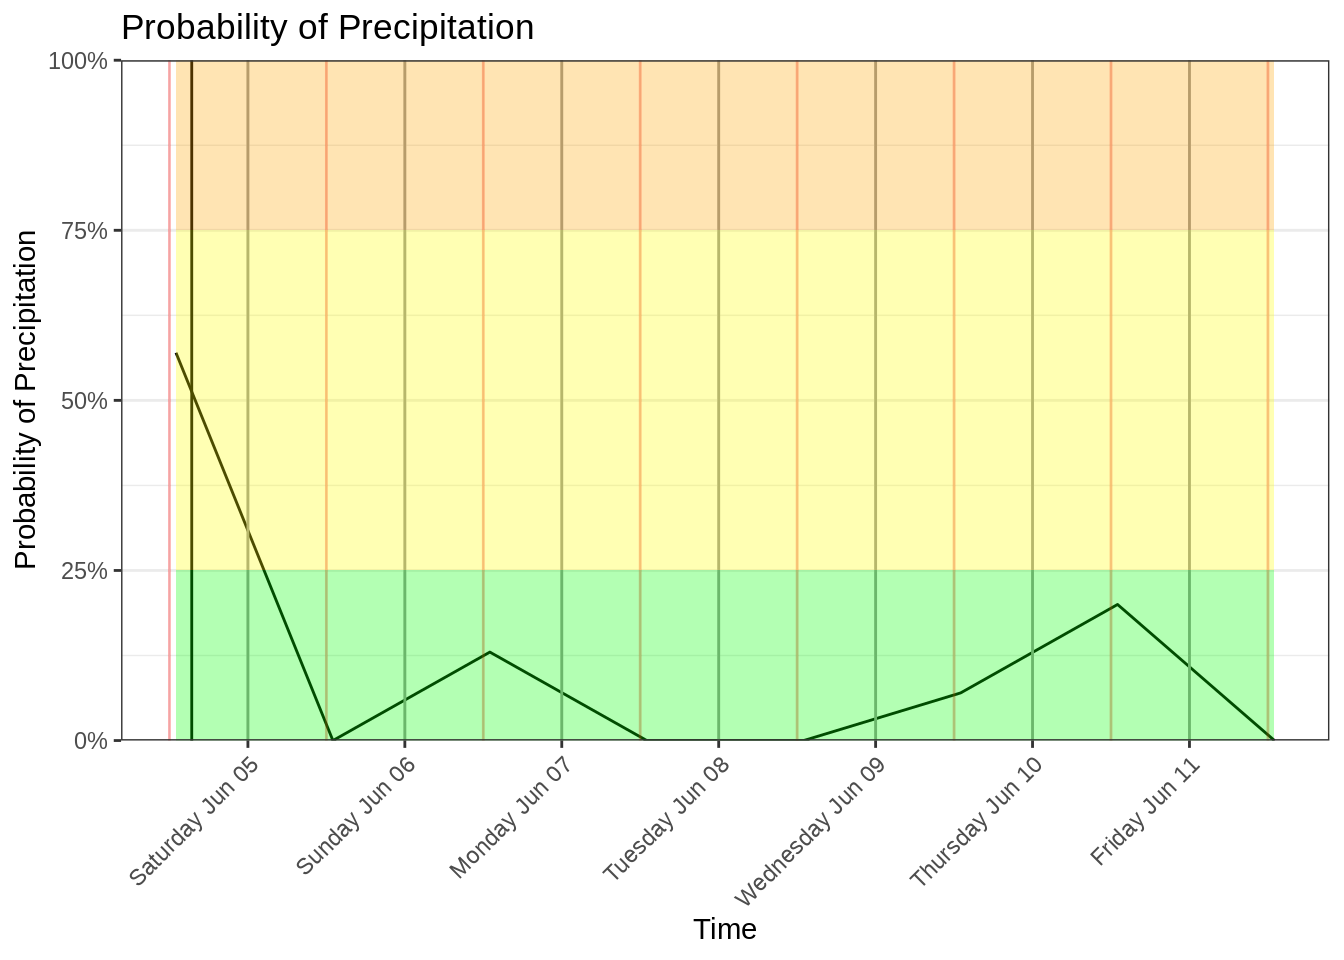 Probability of Precipitation
Probability of Precipitation
100%
75%
50%
25%
0%
Saturday Jun 05
Sunday Jun 06
Monday Jun 07
Tuesday Jun 08
Wednesday Jun 09
Thursday Jun 10
Friday Jun 11
Time